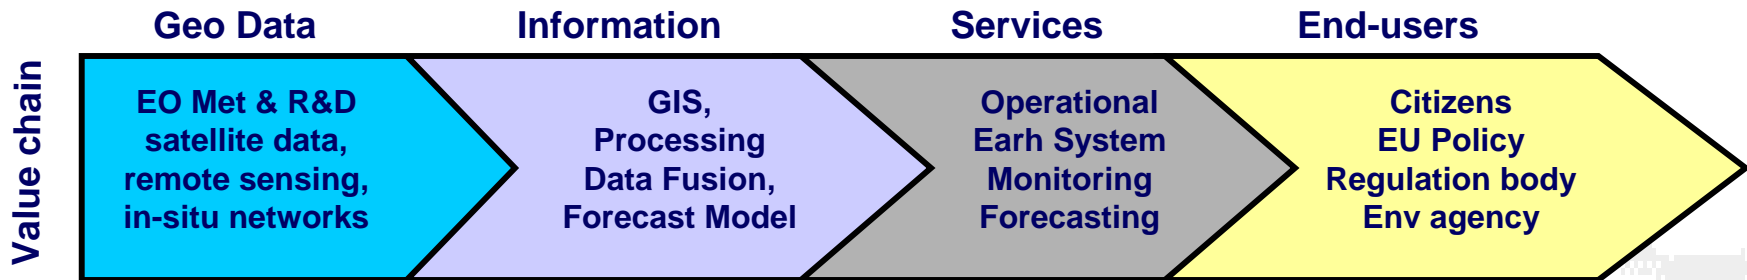 Geo Data
Information
Services
End-users
Value chain
EO Met & R&D
satellite data,
remote sensing,
in-situ networks
GIS,
Processing
Data Fusion,
Forecast Model
Operational
Earh System
Monitoring
Forecasting
Citizens
EU Policy
Regulation body
Env agency